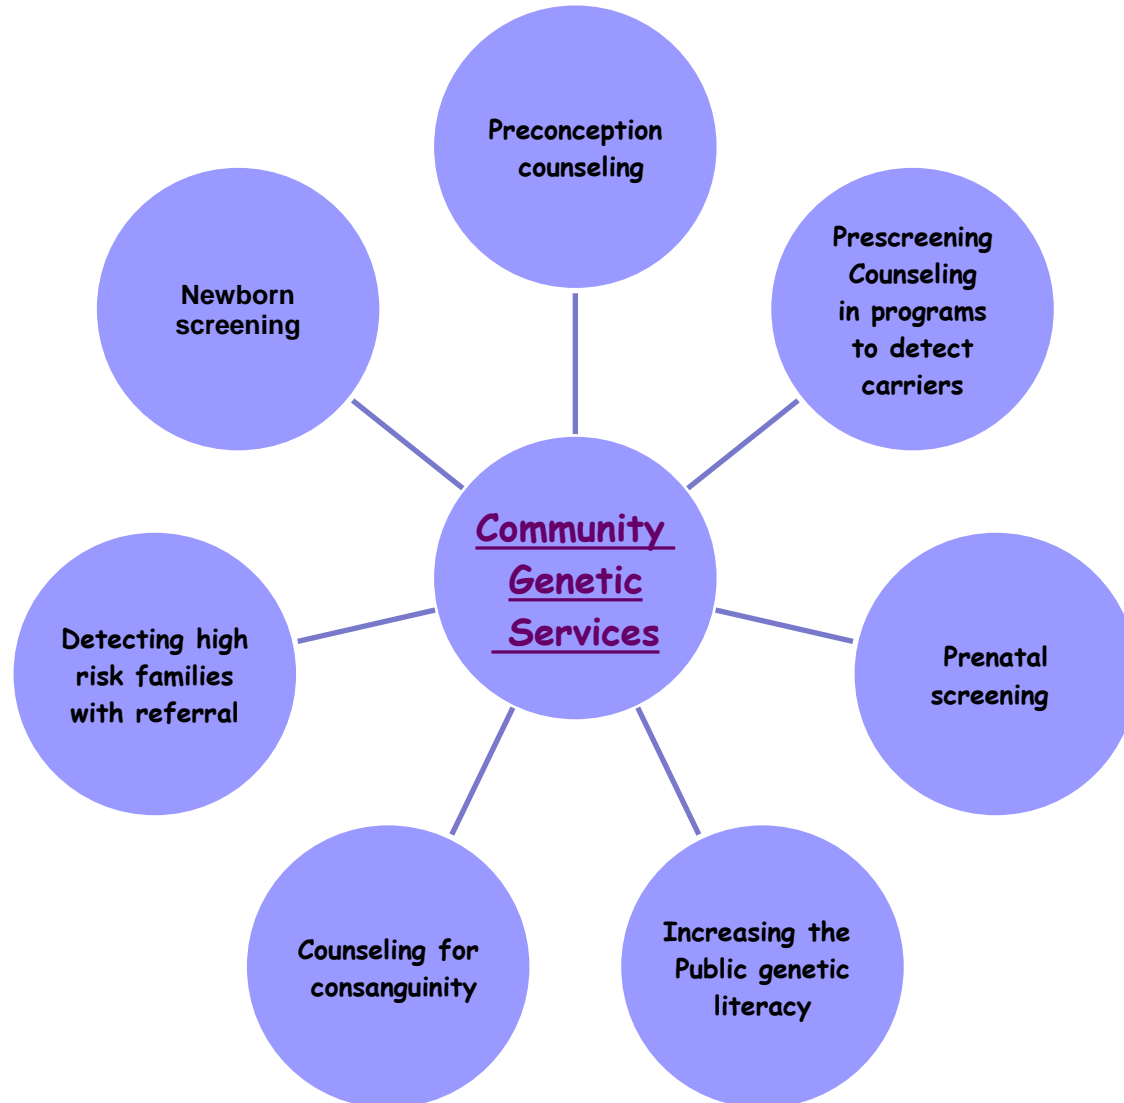 Preconception
counseling
Prescreening
Counseling
in programs
to detect
carriers
Newborn
screening
Community
Genetic
Services
Detecting high
risk families
with referral
Prenatal
screening
Counseling for
consanguinity
Increasing the
Public genetic
literacy